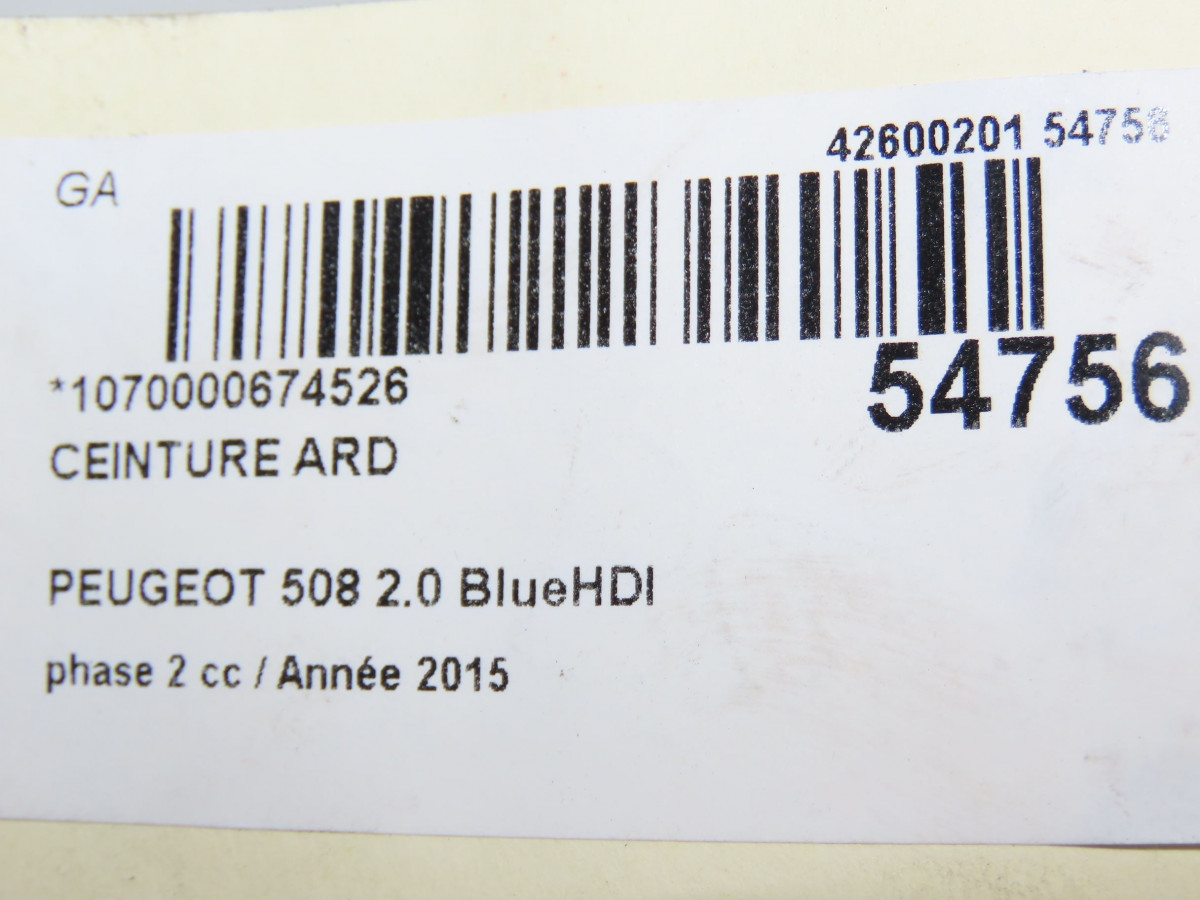 42600201 54756
GA
54756
*1070000674526
CEINTURE ARD
PEUGEOT 508 2.0 BlueHDI
phase 2 cc / Année 2015